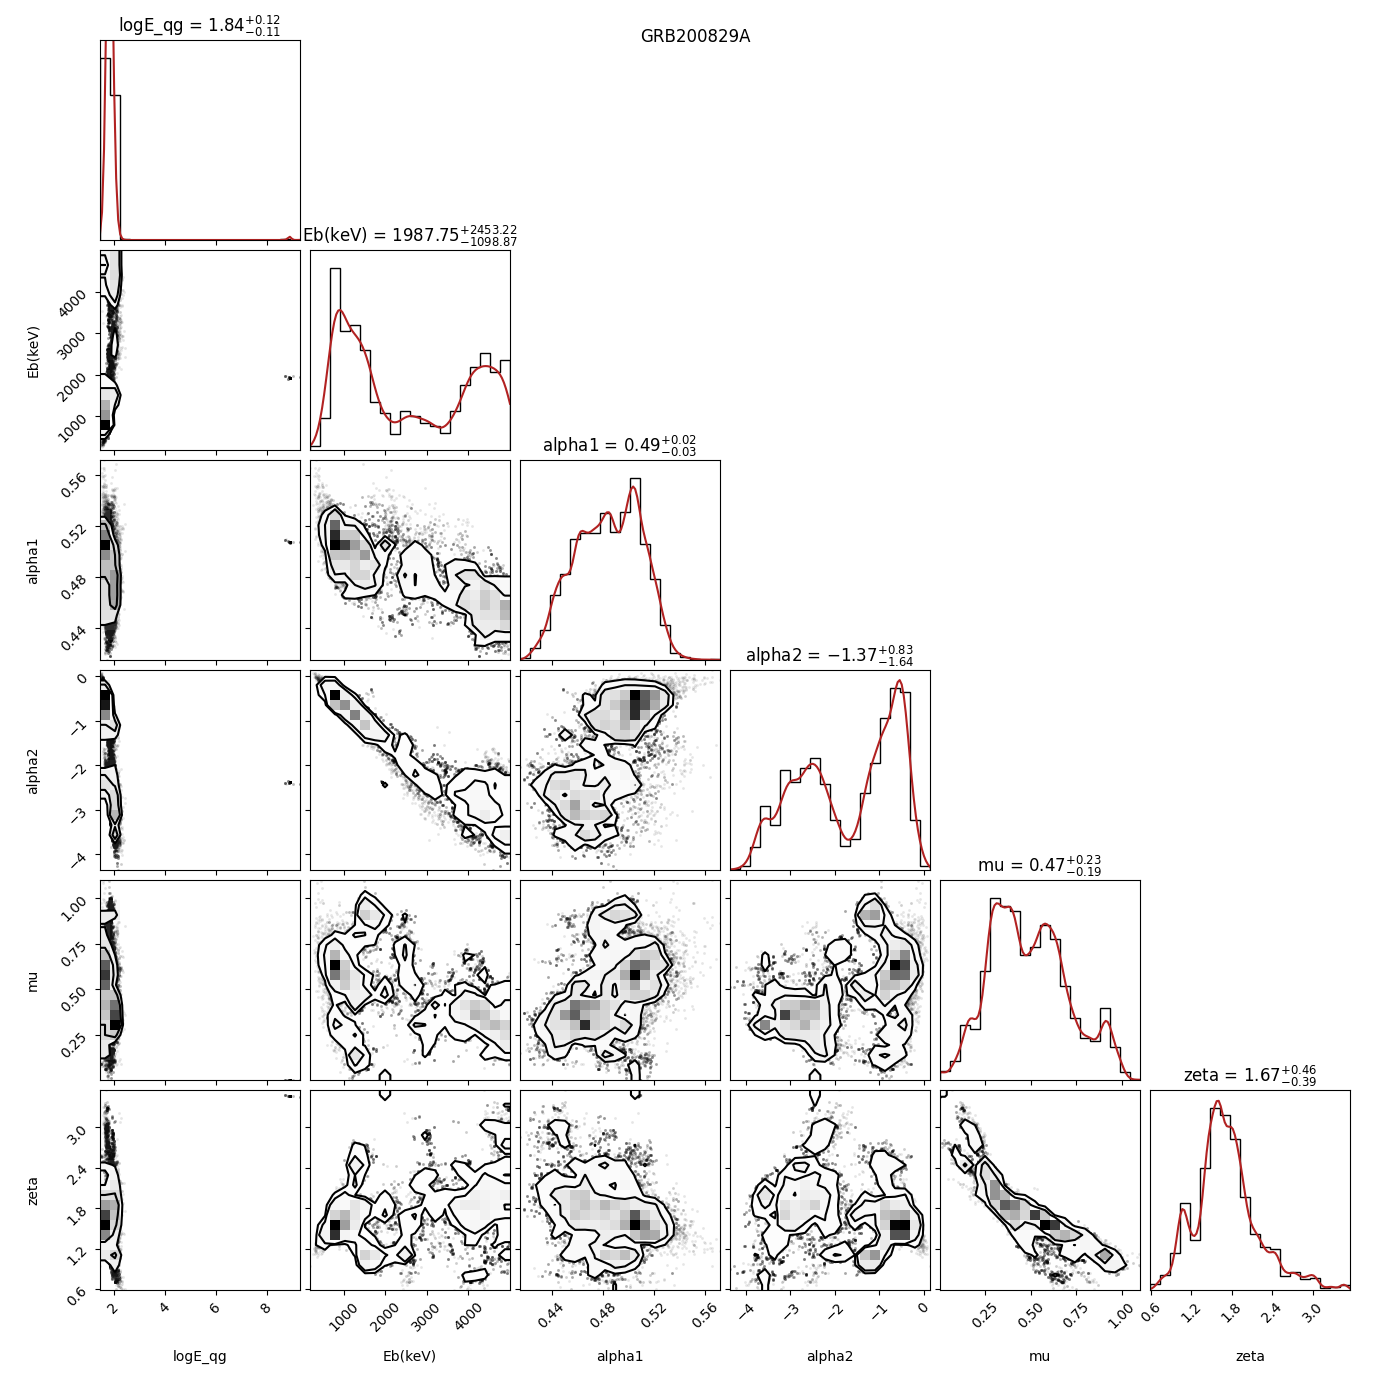 logE_qg = 1.84 +0.12 −0.11
GRB200829A
Eb(keV) = 1987.75 +2453.22 −1098.87
Eb(keV)
4000
3000
2000
1000
alpha1 = 0.49 +0.02 −0.03
alpha1
0.56
0.52
0.48
0.44
alpha2 = −1.37 +0.83 −1.64
alpha2
0
−1
−2
−3
−4
mu = 0.47 +0.23 −0.19
mu
1.00
0.75
0.50
0.25
zeta = 1.67 +0.46 −0.39
zeta
3.0
2.4
1.8
1.2
0.6
2 4 6 8
1000 2000 3000 4000
0.44 0.48 0.52 0.56
−4 −3 −2 −1 0
0.25 0.50 0.75 1.00
0.6 1.2 1.8 2.4 3.0
logE_qg Eb(keV) alpha1 alpha2 mu zeta